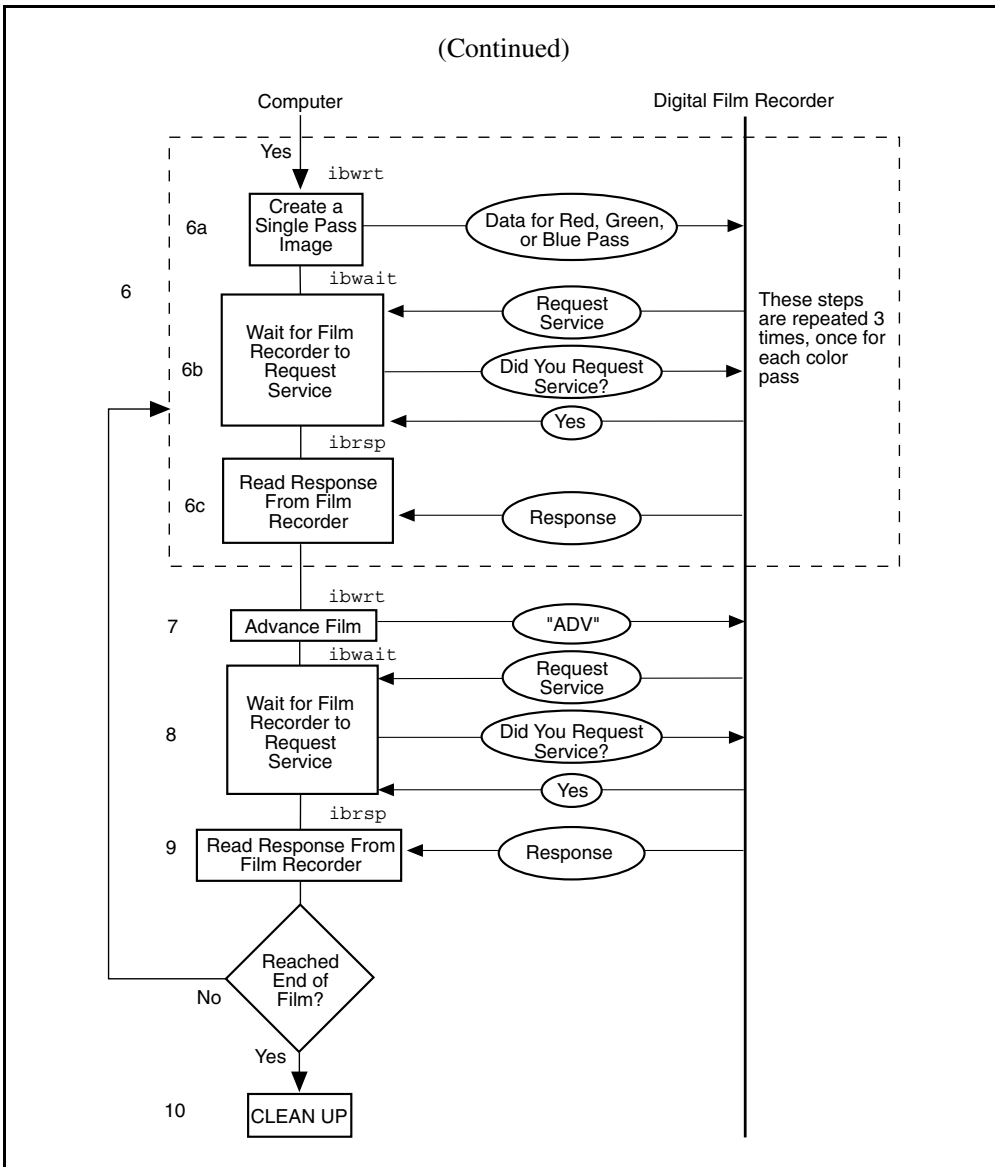 (Continued)
Computer
Digital Film Recorder
Yes
ibwrt
6a
Create a
Single Pass
Image
Data for Red, Green,
or Blue Pass
ibwait
6
Request
Service
These steps
are repeated 3
times, once for
each color
pass
Wait for Film
Recorder to
Request
Service
6b
Did You Request
Service?
Yes
ibrsp
6c
Read Response
From Film
Recorder
Response
ibwrt
7
Advance Film
"ADV"
ibwait
Request
Service
8
Wait for Film
Recorder to
Request
Service
Did You Request
Service?
Yes
ibrsp
9
Read Response From
Film Recorder
Response
Reached
End of
Film?
No
Yes
10
CLEAN UP